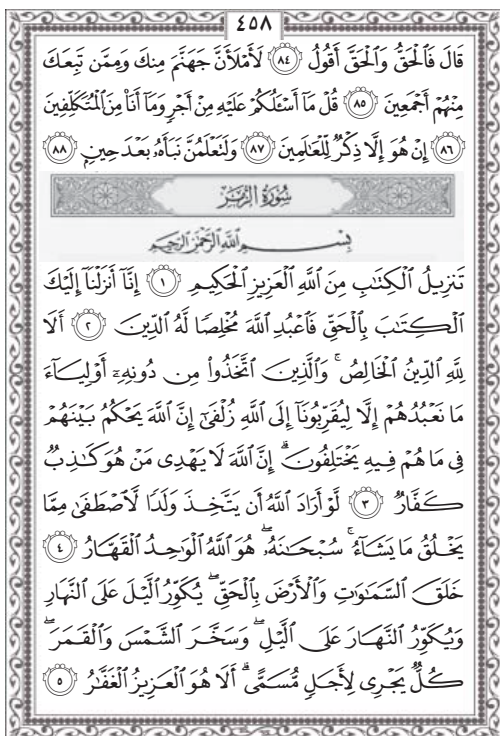 ٤٥٨
قَالَ فَٱلْحَقُّ وَٱلْحَقَّ أَقُولُ ٨٤ لَأَمْلَأَنَّ جَهَنَّمَ مِنكَ وَمِمَّن تَبِعَكَ
مِنْهُمْ أَجْمَعِينَ ٨٥ قُلْ مَآ أَسْـَٔلُكُمْ عَلَيْهِ مِنْ أَجْرٍ وَمَآ أَنَا۠ مِنَ ٱلْمُتَكَلِّفِينَ
٨٦ إِنْ هُوَ إِلَّا ذِكْرٌ لِّلْعَٰلَمِينَ ٨٧ وَلَتَعْلَمُنَّ نَبَأَهُۥ بَعْدَ حِينٍۭ ٨٨
سُورَةُ الزُّمَرِ
بِسْمِ ٱللَّهِ ٱلرَّحْمَٰنِ ٱلرَّحِيمِ
تَنزِيلُ ٱلْكِتَٰبِ مِنَ ٱللَّهِ ٱلْعَزِيزِ ٱلْحَكِيمِ ١ إِنَّآ أَنزَلْنَآ إِلَيْكَ
ٱلْكِتَٰبَ بِٱلْحَقِّ فَٱعْبُدِ ٱللَّهَ مُخْلِصًا لَّهُ ٱلدِّينَ ٢ أَلَا
لِلَّهِ ٱلدِّينُ ٱلْخَالِصُ ۚ وَٱلَّذِينَ ٱتَّخَذُوا۟ مِن دُونِهِۦٓ أَوْلِيَآءَ
مَا نَعْبُدُهُمْ إِلَّا لِيُقَرِّبُونَآ إِلَى ٱللَّهِ زُلْفَىٰٓ إِنَّ ٱللَّهَ يَحْكُمُ بَيْنَهُمْ
فِى مَا هُمْ فِيهِ يَخْتَلِفُونَ ۗ إِنَّ ٱللَّهَ لَا يَهْدِى مَنْ هُوَ كَٰذِبٌ
كَفَّارٌ ٣ لَّوْ أَرَادَ ٱللَّهُ أَن يَتَّخِذَ وَلَدًا لَّٱصْطَفَىٰ مِمَّا
يَخْلُقُ مَا يَشَآءُ ۚ سُبْحَٰنَهُۥ ۖ هُوَ ٱللَّهُ ٱلْوَٰحِدُ ٱلْقَهَّارُ ٤
خَلَقَ ٱلسَّمَٰوَٰتِ وَٱلْأَرْضَ بِٱلْحَقِّ ۖ يُكَوِّرُ ٱلَّيْلَ عَلَى ٱلنَّهَارِ
وَيُكَوِّرُ ٱلنَّهَارَ عَلَى ٱلَّيْلِ ۖ وَسَخَّرَ ٱلشَّمْسَ وَٱلْقَمَرَ ۖ
كُلٌّ يَجْرِى لِأَجَلٍ مُّسَمًّى ۗ أَلَا هُوَ ٱلْعَزِيزُ ٱلْغَفَّٰرُ ٥